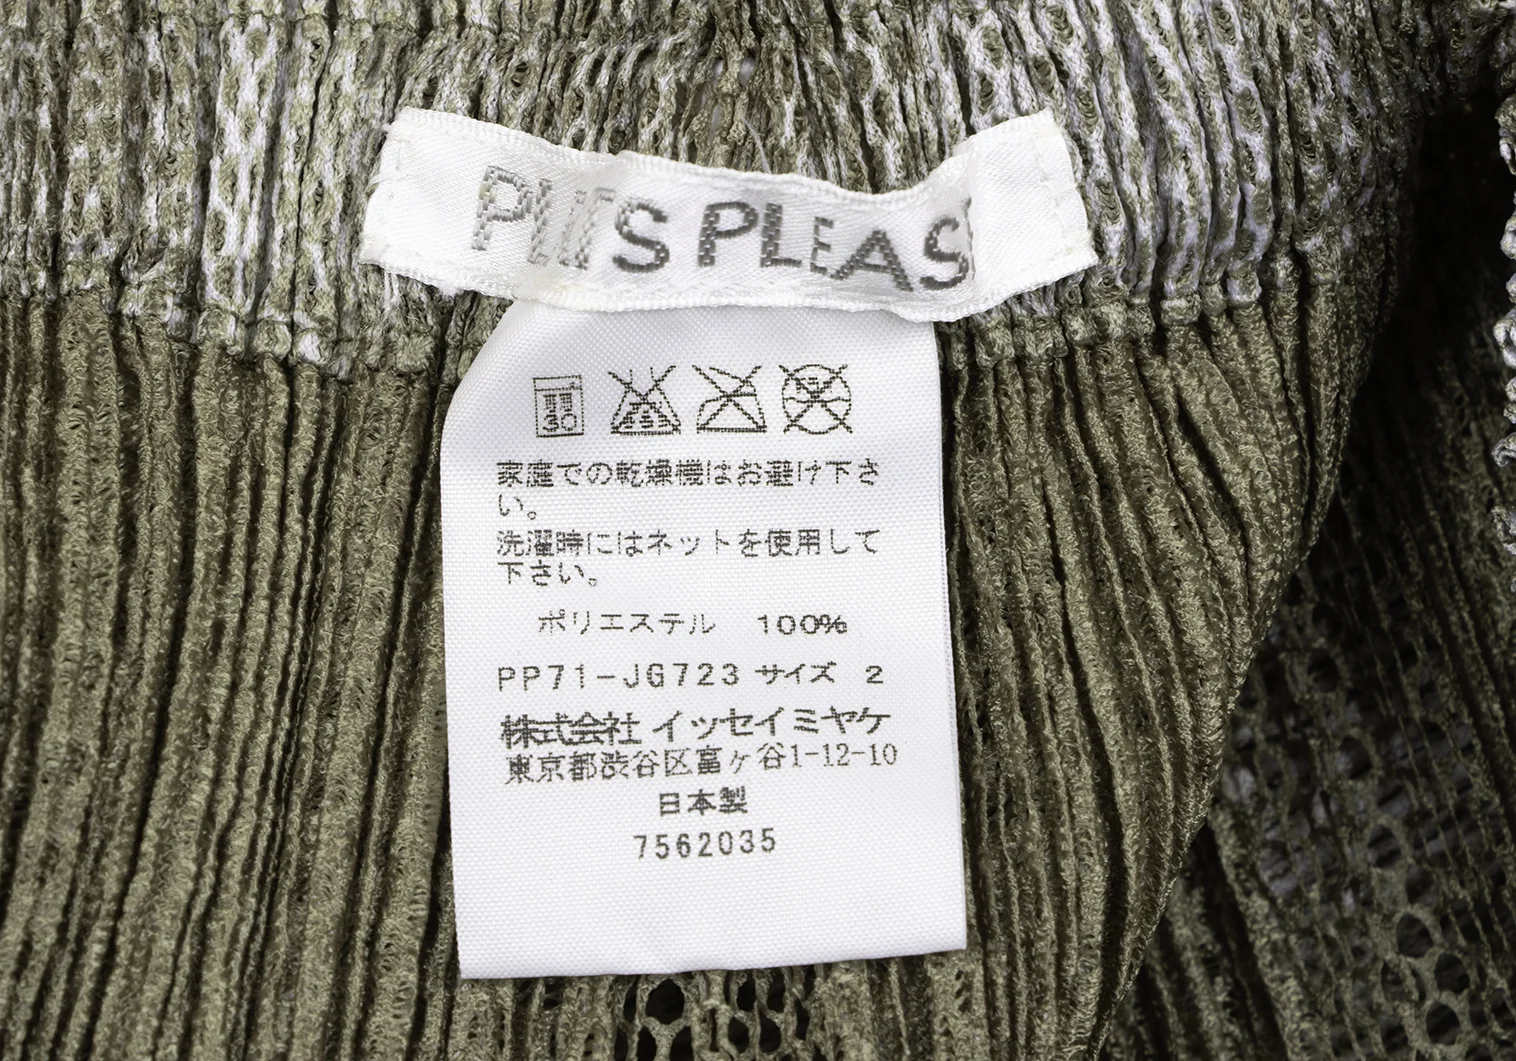 PLEATS PLEASE
30
家庭での乾燥機はお避け下さ
い。
洗濯時にはネットを使用して
下さい。
ポリエステル 100%
PP71-JG723 サイズ 2
株式会社 イッセイミヤケ
東京都渋谷区富ヶ谷1-12-10
日本製
7562035